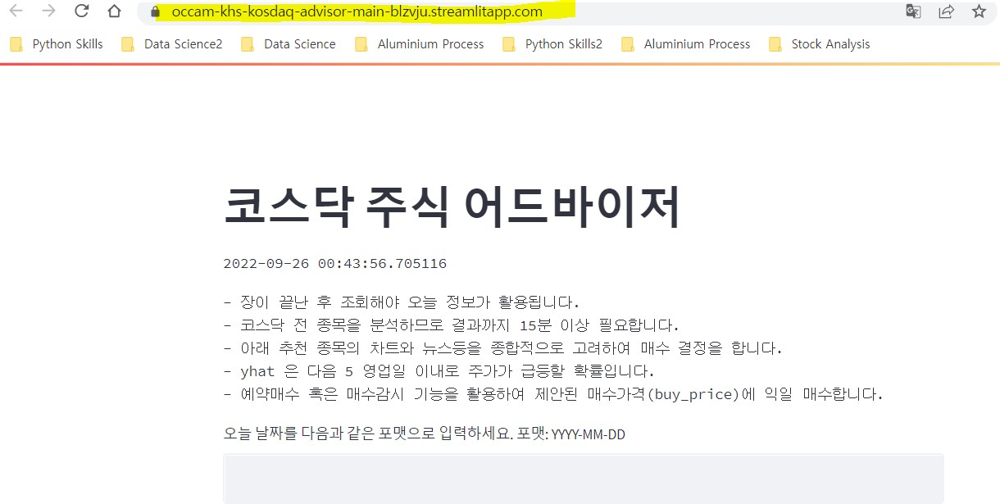 occam-khs-kosdaq-advisor-main-blzvju.streamlitapp.com
Python Skills Data Science2 Data Science Aluminium Process Python Skills2 Aluminium Process Stock Analysis
코스닥 주식 어드바이저
2022-09-26 00:43:56.705116
- 장이 끝난 후 조회해야 오늘 정보가 활용됩니다.
- 코스닥 전 종목을 분석하므로 결과까지 15분 이상 필요합니다.
- 아래 추천 종목의 차트와 뉴스등을 종합적으로 고려하여 매수 결정을 합니다.
- yhat 은 다음 5 영업일 이내로 주가가 급등할 확률입니다.
- 예약매수 혹은 매수감시 기능을 활용하여 제안된 매수가격(buy_price)에 익일 매수합니다.
오늘 날짜를 다음과 같은 포맷으로 입력하세요. 포맷: YYYY-MM-DD